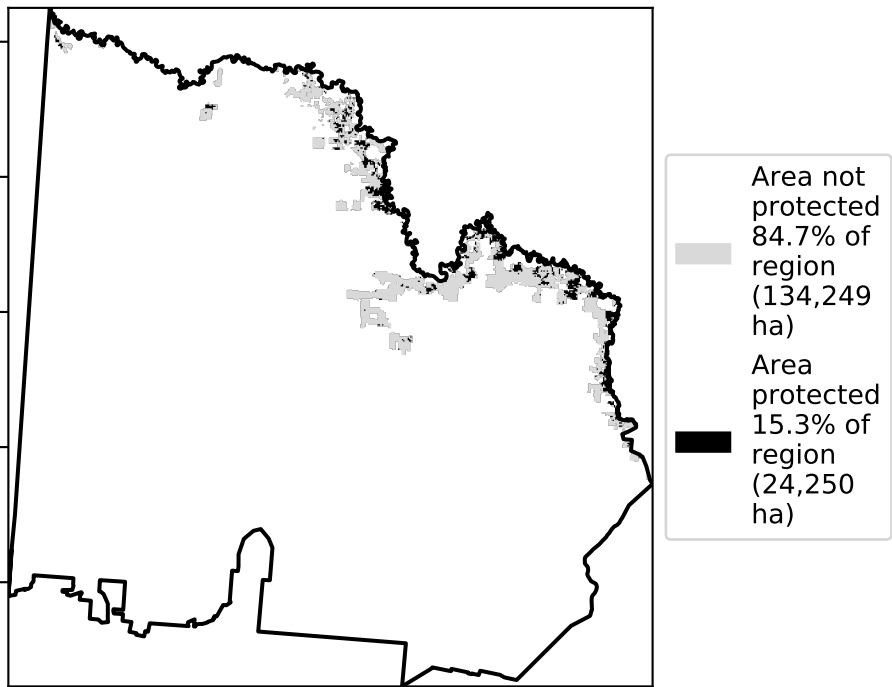 Area not
protected
84.7% of
region
(134,249
ha)
Area
protected
15.3% of
region
(24,250
ha)